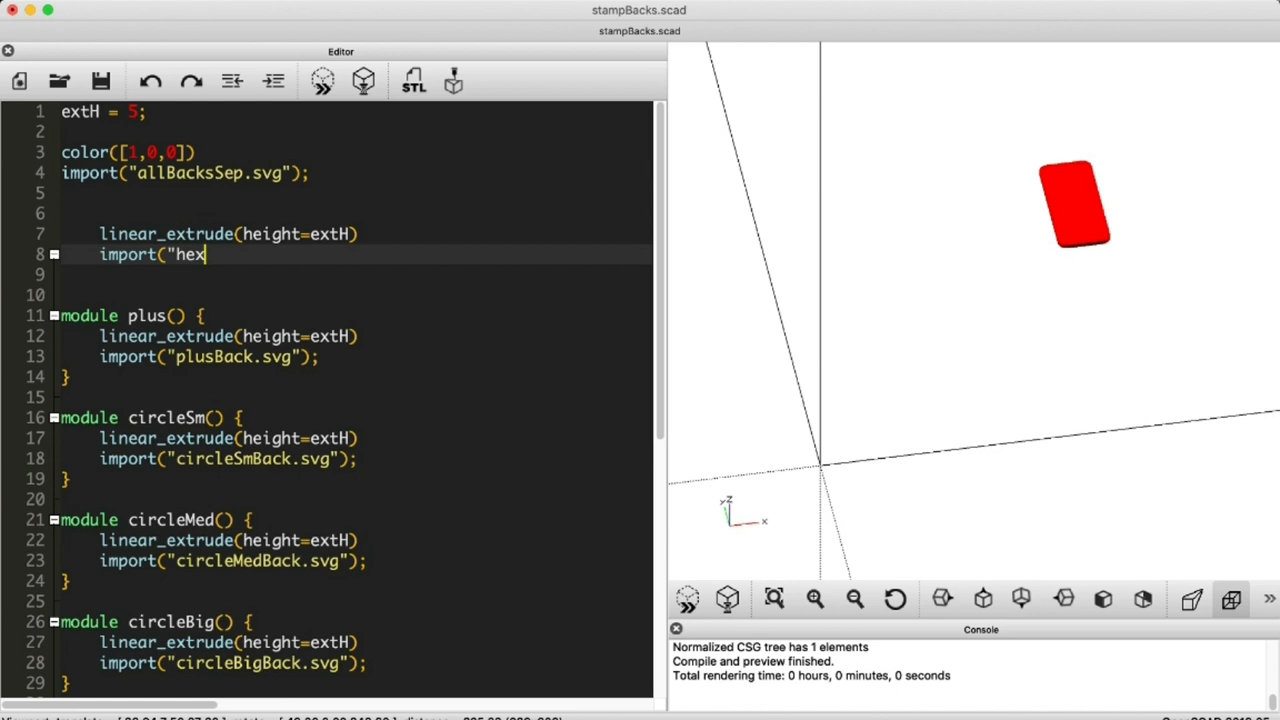 stampBacks.scad
stampBacks.scad
Editor
STL
1 extH = 5;
2
3 color([1,0,0])
4 import("allBacksSep.svg");
5
6
7 linear_extrude(height=extH)
8 import("hex
9
10
11 module plus() {
12 linear_extrude(height=extH)
13 import("plusBack.svg");
14 }
15
16 module circleSm() {
17 linear_extrude(height=extH)
18 import("circleSmBack.svg");
19 }
20
21 module circleMed() {
22 linear_extrude(height=extH)
23 import("circleMedBack.svg");
24 }
25
26 module circleBig() {
27 linear_extrude(height=extH)
28 import("circleBigBack.svg");
29 }
Z
Y
X
Console
Normalized CSG tree has 1 elements
Compile and preview finished.
Total rendering time: 0 hours, 0 minutes, 0 seconds